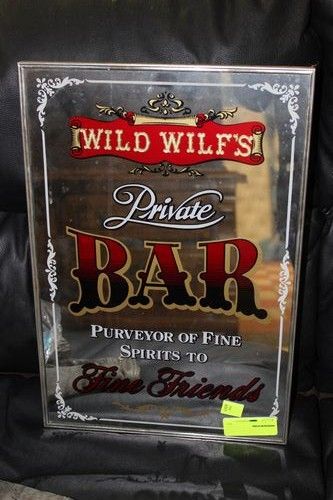 WILD WILF'S
Private
BAR
PURVEYOR OF FINE
SPIRITS TO
Fine Friends